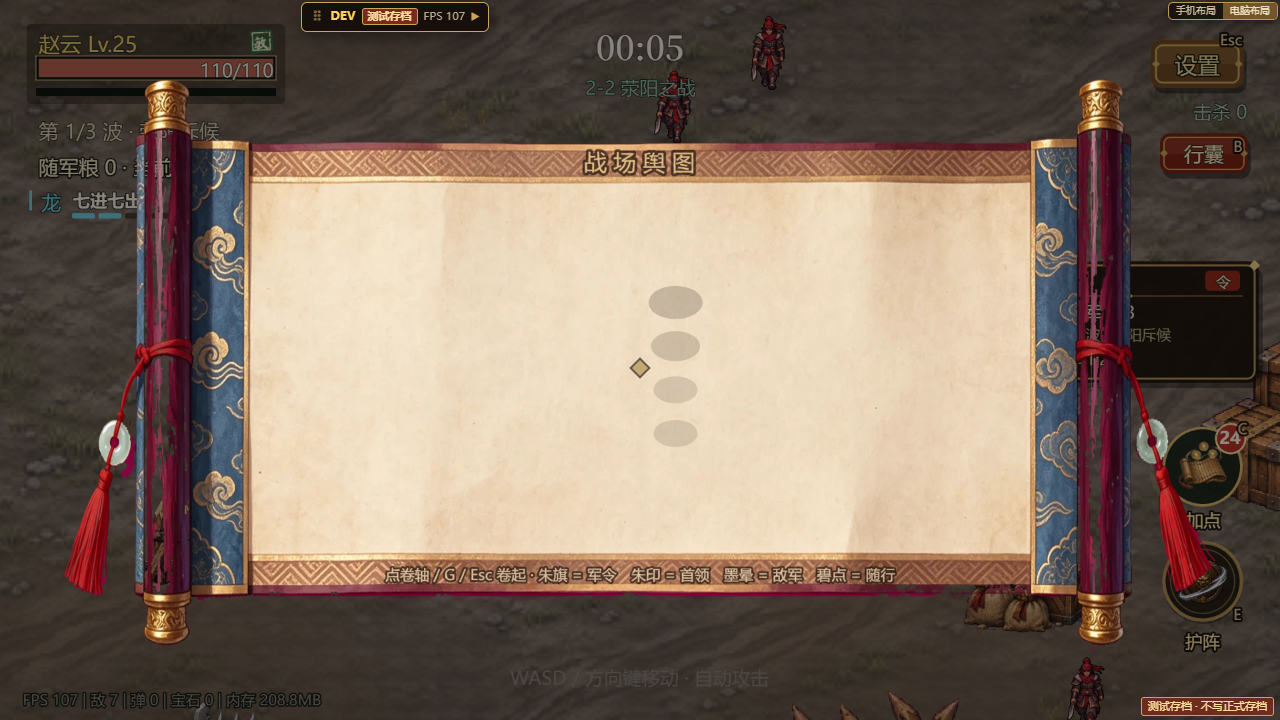 DEV 测试存档 FPS 107 ▶
手机布局 电脑布局
赵云 Lv.25
110/110
00:05
2-2 荥阳之战
Esc
设置
击杀 0
行囊 B
第 1/3 波
斥候
随军粮 0
龙 七进七出
战场舆图
令
阳斥候
24 C
加点
E
护阵
点卷轴 / G / Esc 卷起 · 朱旗 = 军令 朱印 = 首领 墨晕 = 敌军 碧点 = 随行
WASD / 方向键移动 · 自动攻击
FPS 107 | 敌 7 | 弹 0 | 宝石 0 | 内存 208.8MB
测试存档 · 不写正式存档